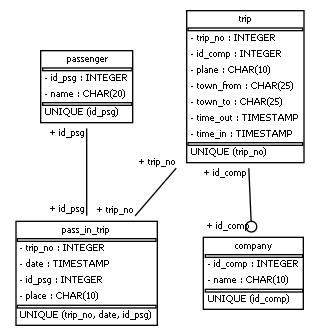 trip
- trip_no : INTEGER
- id_comp : INTEGER
- plane : CHAR(10)
- town_from : CHAR(25)
- town_to : CHAR(25)
- time_out : TIMESTAMP
- time_in : TIMESTAMP
UNIQUE (trip_no)
passenger
- id_psg : INTEGER
- name : CHAR(20)
UNIQUE (id_psg)
+ id_psg
+ trip_no
+ id_comp
+ id_psg
+ trip_no
+ id_comp
pass_in_trip
- trip_no : INTEGER
- date : TIMESTAMP
- id_psg : INTEGER
- place : CHAR(10)
UNIQUE (trip_no, date, id_psg)
company
- id_comp : INTEGER
- name : CHAR(10)
UNIQUE (id_comp)